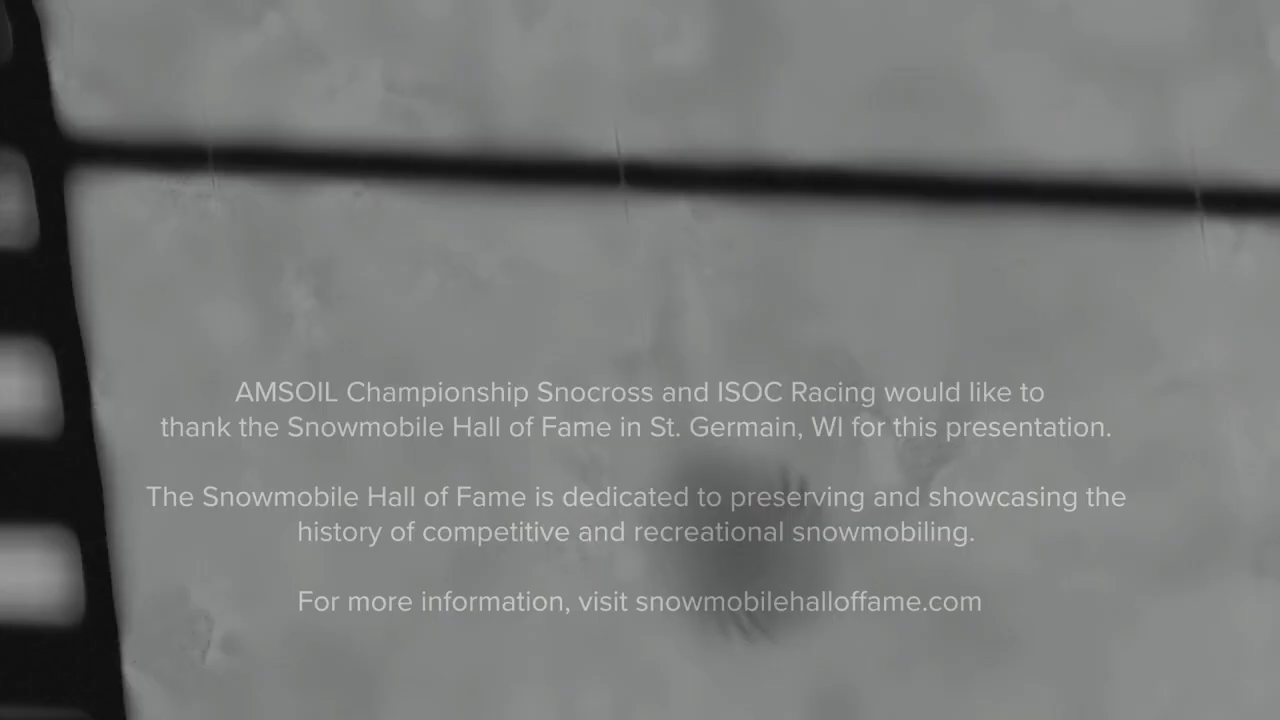 AMSOIL Championship Snocross and ISOC Racing would like to
thank the Snowmobile Hall of Fame in St. Germain, WI for this presentation.
The Snowmobile Hall of Fame is dedicated to preserving and showcasing the
history of competitive and recreational snowmobiling.
For more information, visit snowmobilehalloffame.com